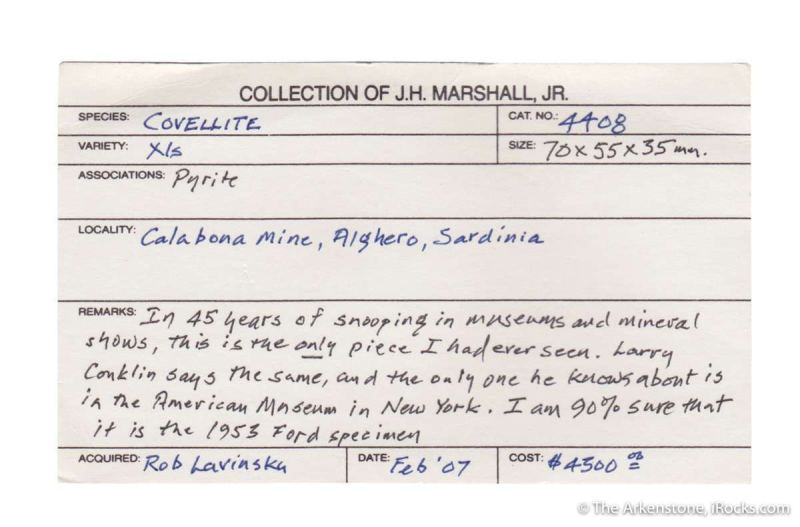 COLLECTION OF J.H. MARSHALL, JR.
SPECIES: COVELLITE CAT. NO.: 4408
VARIETY: Xls SIZE: 70 x 55 x 35 mm.
ASSOCIATIONS: Pyrite
LOCALITY: Calabona Mine, Alghero, Sardinia
REMARKS: In 45 years of snooping in museums and mineral
shows, this is the only piece I had ever seen. Larry
Conklin says the same, and the only one he knows about is
in the American Museum in New York. I am 90% sure that
it is the 1953 Ford specimen
ACQUIRED: Rob Lavinsky DATE: Feb '07 COST: $4300 00
© The Arkenstone, iRocks.com